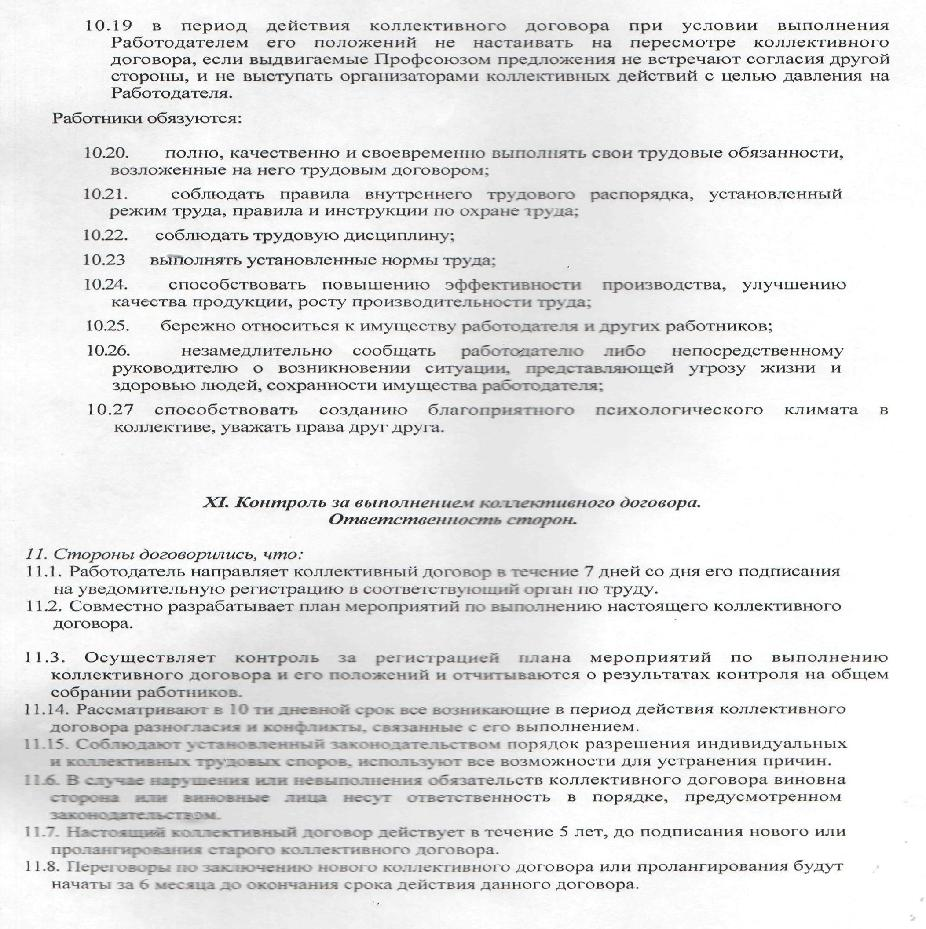 10.19 в период действия коллективного договора при условии выполнения
Работодателем его положений не настаивать на пересмотре коллективного
договора, если выдвигаемые Профсоюзом предложения не встречают согласия другой
стороны, и не выступать организаторами коллективных действий с целью давления на
Работодателя.
Работники обязуются:
10.20. полно, качественно и своевременно выполнять свои трудовые обязанности,
возложенные на него трудовым договором;
10.21. соблюдать правила внутреннего трудового распорядка, установленный
режим труда, правила и инструкции по охране труда;
10.22. соблюдать трудовую дисциплину;
10.23 выполнять установленные нормы труда;
10.24. способствовать повышению эффективности производства, улучшению
качества продукции, росту производительности труда;
10.25. бережно относиться к имуществу работодателя и других работников;
10.26. незамедлительно сообщать работодателю либо непосредственному
руководителю о возникновении ситуации, представляющей угрозу жизни и
здоровью людей, сохранности имущества работодателя;
10.27 способствовать созданию благоприятного психологического климата в
коллективе, уважать права друг друга.
XI. Контроль за выполнением коллективного договора.
Ответственность сторон.
11. Стороны договорились, что:
11.1. Работодатель направляет коллективный договор в течение 7 дней со дня его подписания
на уведомительную регистрацию в соответствующий орган по труду.
11.2. Совместно разрабатывает план мероприятий по выполнению настоящего коллективного
договора.
11.3. Осуществляет контроль за регистрацией плана мероприятий по выполнению
коллективного договора и его положений и отчитываются о результатах контроля на общем
собрании работников.
11.14. Рассматривают в 10 ти дневной срок все возникающие в период действия коллективного
договора разногласия и конфликты, связанные с его выполнением.
11.15. Соблюдают установленный законодательством порядок разрешения индивидуальных
и коллективных трудовых споров, используют все возможности для устранения причин.
11.6. В случае нарушения или невыполнения обязательств коллективного договора виновна
сторона или виновные лица несут ответственность в порядке, предусмотренном
законодательством.
11.7. Настоящий коллективный договор действует в течение 5 лет, до подписания нового или
пролангирования старого коллективного договора.
11.8. Переговоры по заключению нового коллективного договора или пролангирования будут
начаты за 6 месяца до окончания срока действия данного договора.